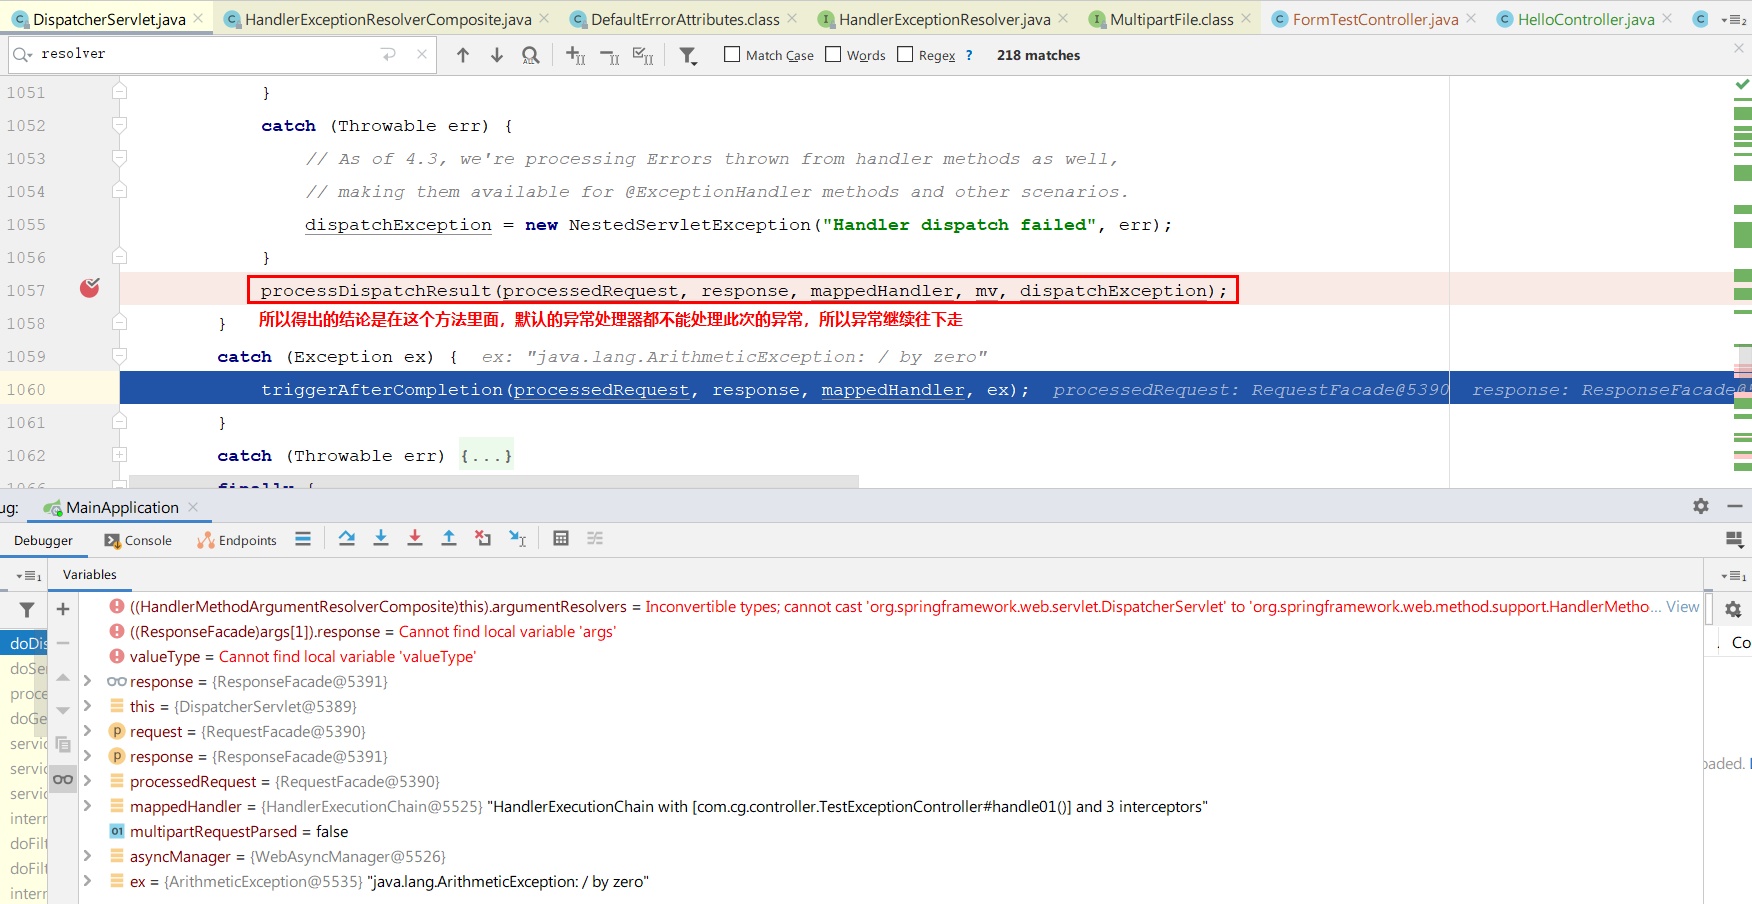 DispatcherServlet.java HandlerExceptionResolverComposite.java DefaultErrorAttributes.class HandlerExceptionResolver.java MultipartFile.class FormTestController.java HelloController.java
resolver Match Case Words Regex ? 218 matches
1051 }
1052 catch (Throwable err) {
1053 // As of 4.3, we're processing Errors thrown from handler methods as well,
1054 // making them available for @ExceptionHandler methods and other scenarios.
1055 dispatchException = new NestedServletException("Handler dispatch failed", err);
1056 }
1057 processDispatchResult(processedRequest, response, mappedHandler, mv, dispatchException);
1058 } 所以得出的结论是在这个方法里面，默认的异常处理器都不能处理此次的异常，所以异常继续往下走
1059 catch (Exception ex) { ex: "java.lang.ArithmeticException: / by zero"
1060 triggerAfterCompletion(processedRequest, response, mappedHandler, ex); processedRequest: RequestFacade@5390 response: ResponseFacade@5
1061 }
1062 catch (Throwable err) {...}
1066 finally {
ug: MainApplication
Debugger Console Endpoints
Variables
((HandlerMethodArgumentResolverComposite)this).argumentResolvers = Inconvertible types; cannot cast 'org.springframework.web.servlet.DispatcherServlet' to 'org.springframework.web.method.support.HandlerMetho... View
((ResponseFacade)args[1]).response = Cannot find local variable 'args'
doDis valueType = Cannot find local variable 'valueType' Co
doSer response = {ResponseFacade@5391}
proce this = {DispatcherServlet@5389}
doGe request = {RequestFacade@5390}
servic response = {ResponseFacade@5391}
servic processedRequest = {RequestFacade@5390} oaded.
servic mappedHandler = {HandlerExecutionChain@5525} "HandlerExecutionChain with [com.cg.controller.TestExceptionController#handle01()] and 3 interceptors"
interr multipartRequestParsed = false
doFilt asyncManager = {WebAsyncManager@5526}
doFilt ex = {ArithmeticException@5535} "java.lang.ArithmeticException: / by zero"
interr